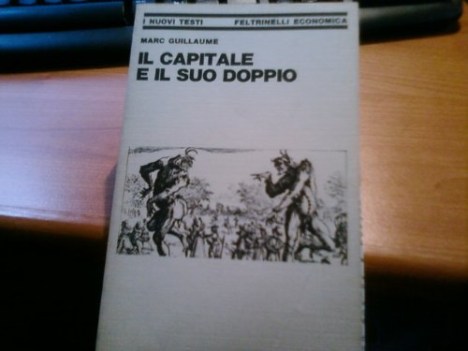 I NUOVI TESTI FELTRINELLI ECONOMICA
MARC GUILLAUME
IL CAPITALE
E IL SUO DOPPIO